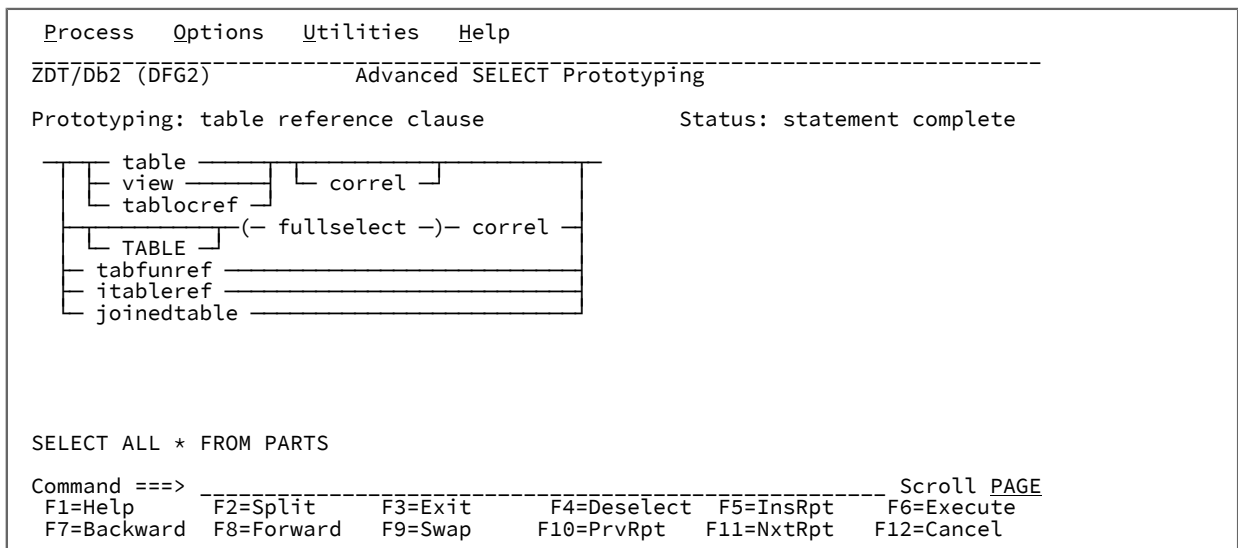 Process Options Utilities Help
ZDT/Db2 (DFG2) Advanced SELECT Prototyping
Prototyping: table reference clause Status: statement complete
table
view correl
tablocref
( fullselect ) correl
TABLE
tabfunref
itableref
joinedtable
SELECT ALL * FROM PARTS
Command ===> Scroll PAGE
F1=Help F2=Split F3=Exit F4=Deselect F5=InsRpt F6=Execute
F7=Backward F8=Forward F9=Swap F10=PrvRpt F11=NxtRpt F12=Cancel